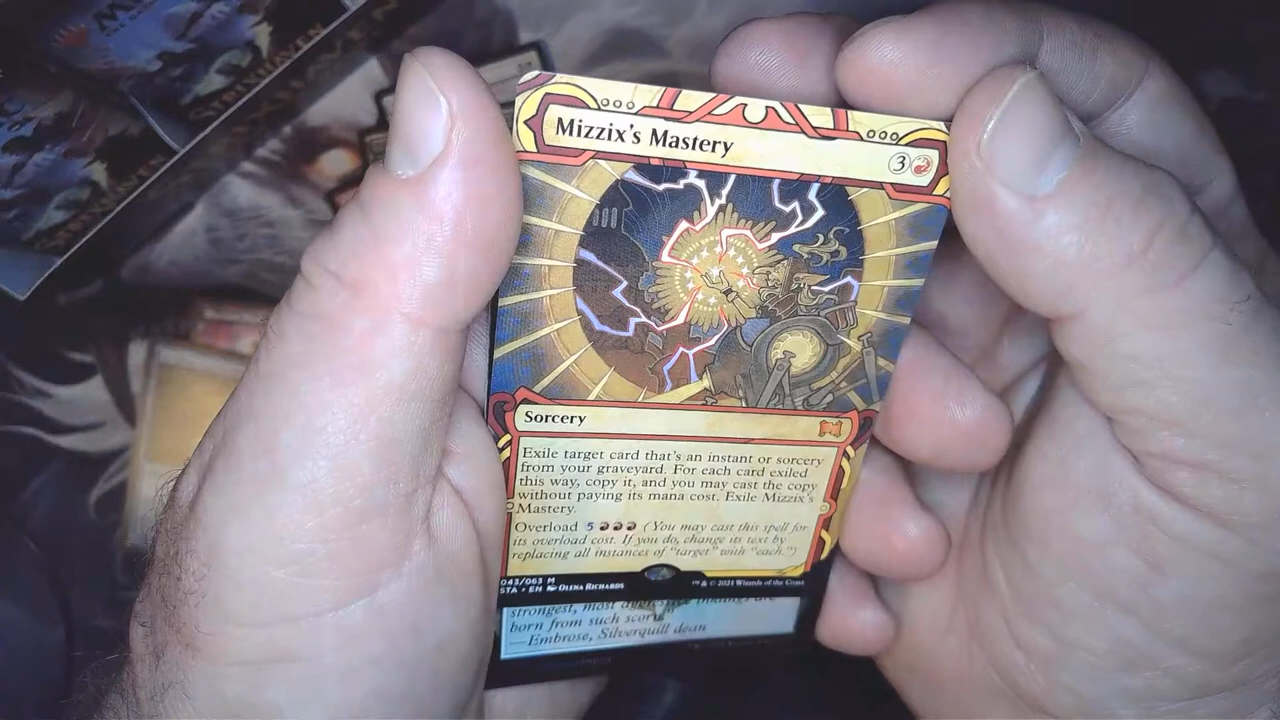 STRIXHAVEN
STRIXHAVEN
Mizzix's Mastery
3
Sorcery
Exile target card that's an instant or sorcery
from your graveyard. For each card exiled
this way, copy it, and you may cast the copy
without paying its mana cost. Exile Mizzix's
Mastery.
Overload 5 (You may cast this spell for
its overload cost. If you do, change its text by
replacing all instances of "target" with "each.")
043/063 M
STA • EN Olena Richards
™ & © 2021 Wizards of the Coast
strongest, most
born from such
—Embrose, Silverquill dean